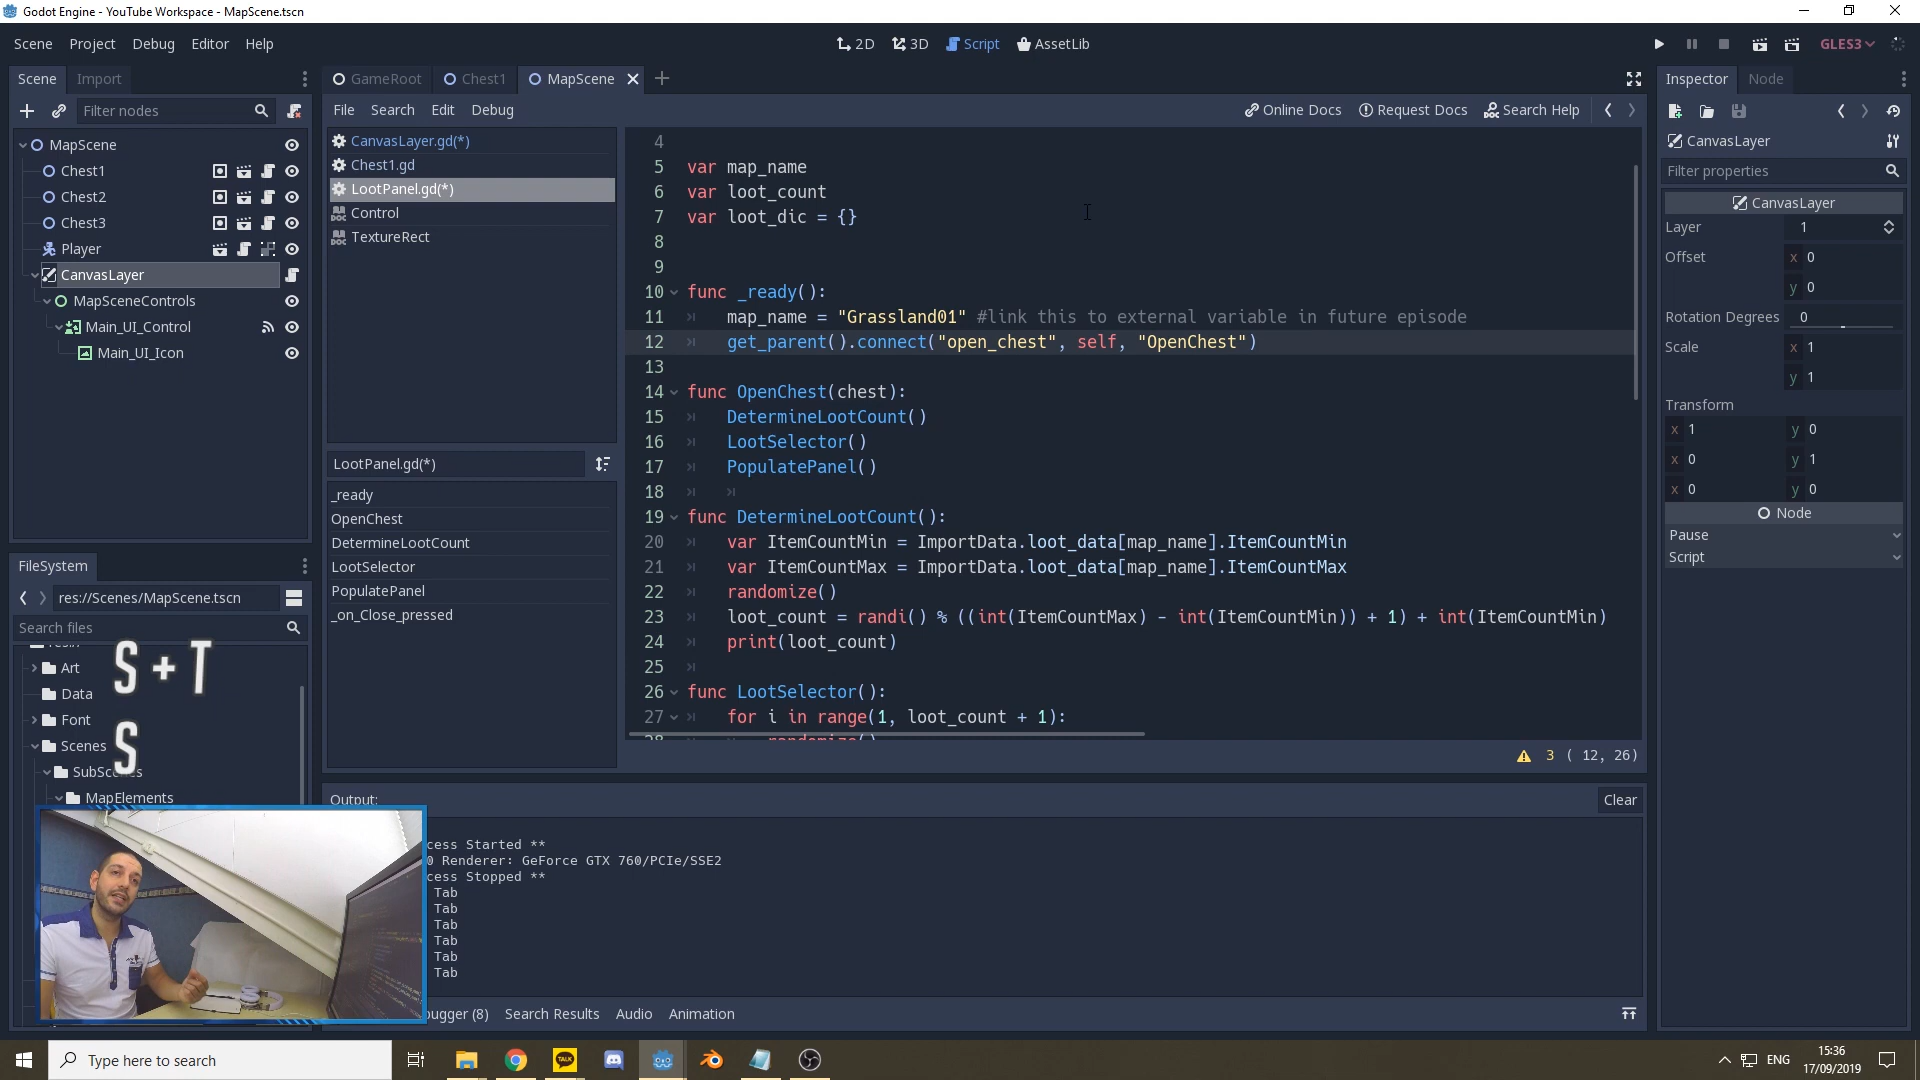 Godot Engine - YouTube Workspace - MapScene.tscn
Scene Project Debug Editor Help
2D 3D Script AssetLib
GLES3
Scene Import
Filter nodes
MapScene
Chest1
Chest2
Chest3
Player
CanvasLayer
MapSceneControls
Main_UI_Control
Main_UI_Icon
FileSystem
res://Scenes/MapScene.tscn
Search files
Art
Data
Font
Scenes
MapElements
S + T
S
GameRoot Chest1 MapScene
File Search Edit Debug
Online Docs Request Docs Search Help
CanvasLayer.gd(*)
Chest1.gd
LootPanel.gd(*)
Control
TextureRect
LootPanel.gd(*)
_ready
OpenChest
DetermineLootCount
LootSelector
PopulatePanel
_on_Close_pressed
4
5 var map_name
6 var loot_count
7 var loot_dic = {}
8
9
10 func _ready():
11 map_name = "Grassland01" #link this to external variable in future episode
12 get_parent().connect("open_chest", self, "OpenChest")
13
14 func OpenChest(chest):
15 DetermineLootCount()
16 LootSelector()
17 PopulatePanel()
18
19 func DetermineLootCount():
20 var ItemCountMin = ImportData.loot_data[map_name].ItemCountMin
21 var ItemCountMax = ImportData.loot_data[map_name].ItemCountMax
22 randomize()
23 loot_count = randi() % ((int(ItemCountMax) - int(ItemCountMin)) + 1) + int(ItemCountMin)
24 print(loot_count)
25
26 func LootSelector():
27 for i in range(1, loot_count + 1):
28 randomize()
3 ( 12, 26)
Output:
Clear
cess Started **
0 Renderer: GeForce GTX 760/PCIe/SSE2
cess Stopped **
Tab
Tab
Tab
Tab
Tab
Tab
ugger (8) Search Results Audio Animation
Inspector Node
CanvasLayer
Filter properties
CanvasLayer
Layer 1
Offset x 0
y 0
Rotation Degrees 0
Scale x 1
y 1
Transform
x 1 y 0
x 0 y 1
x 0 y 0
Node
Pause
Script
Type here to search
TALK
ENG
15:36
17/09/2019